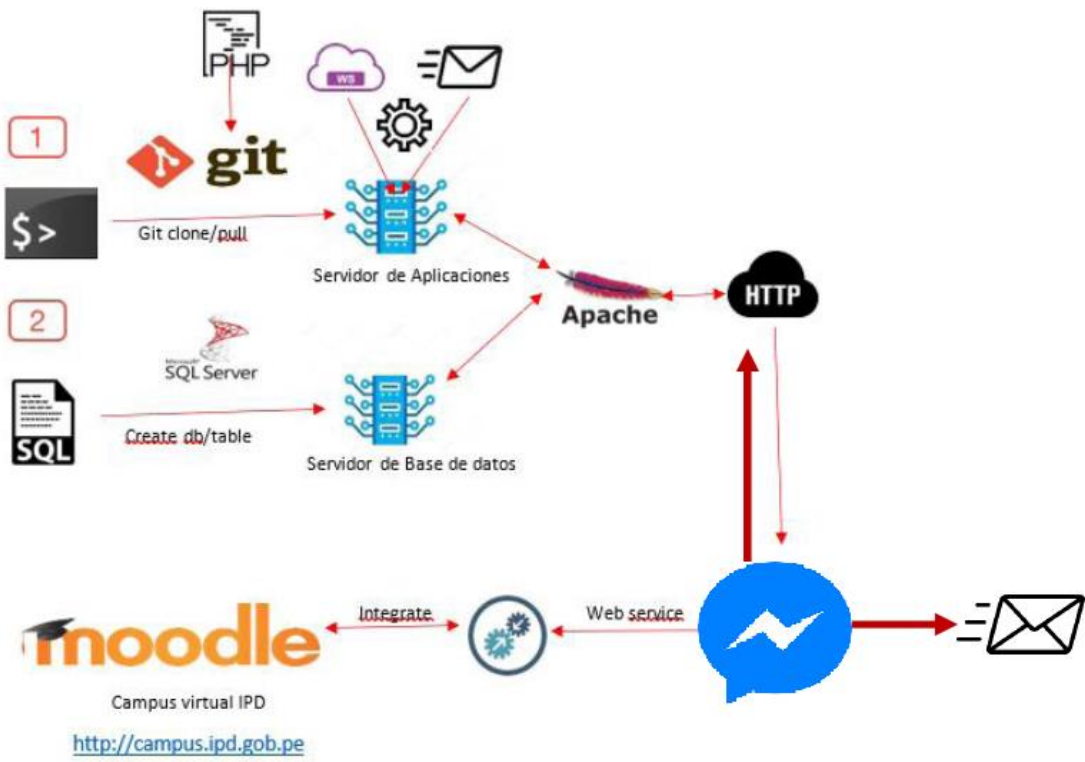 PHP
WS
1
git
$>
Git clone/pull
Servidor de Aplicaciones
HTTP
Apache
2
Microsoft
SQL Server
SQL
Create db/table
Servidor de Base de datos
moodle
Integrate
Web service
Campus virtual IPD
http://campus.ipd.gob.pe